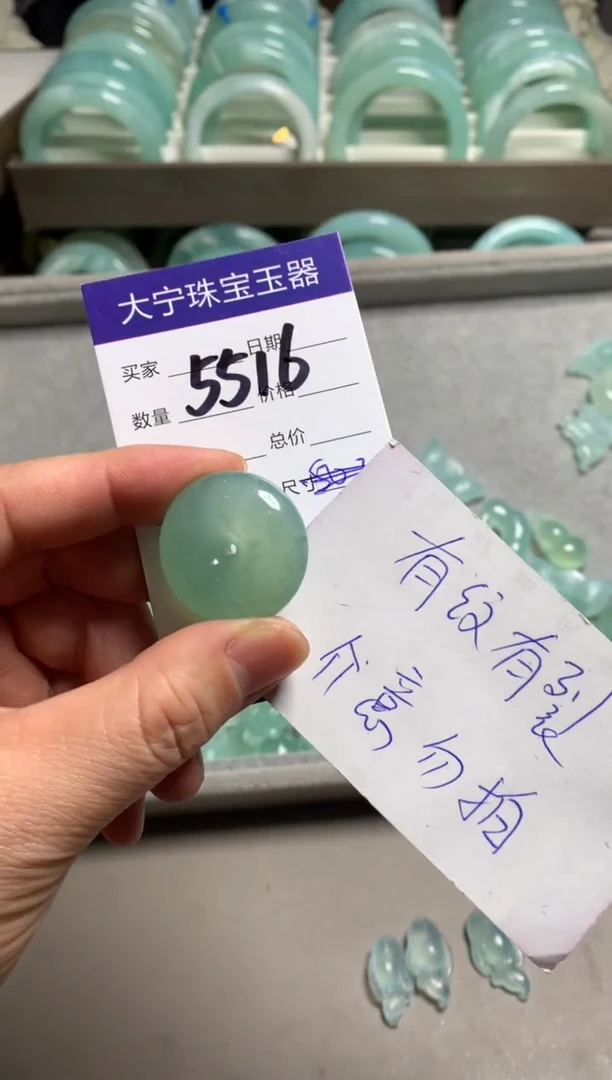 大宁珠宝玉器
买家 日期
5516
数量 价格
总价
尺寸
有纹有裂
介意勿拍